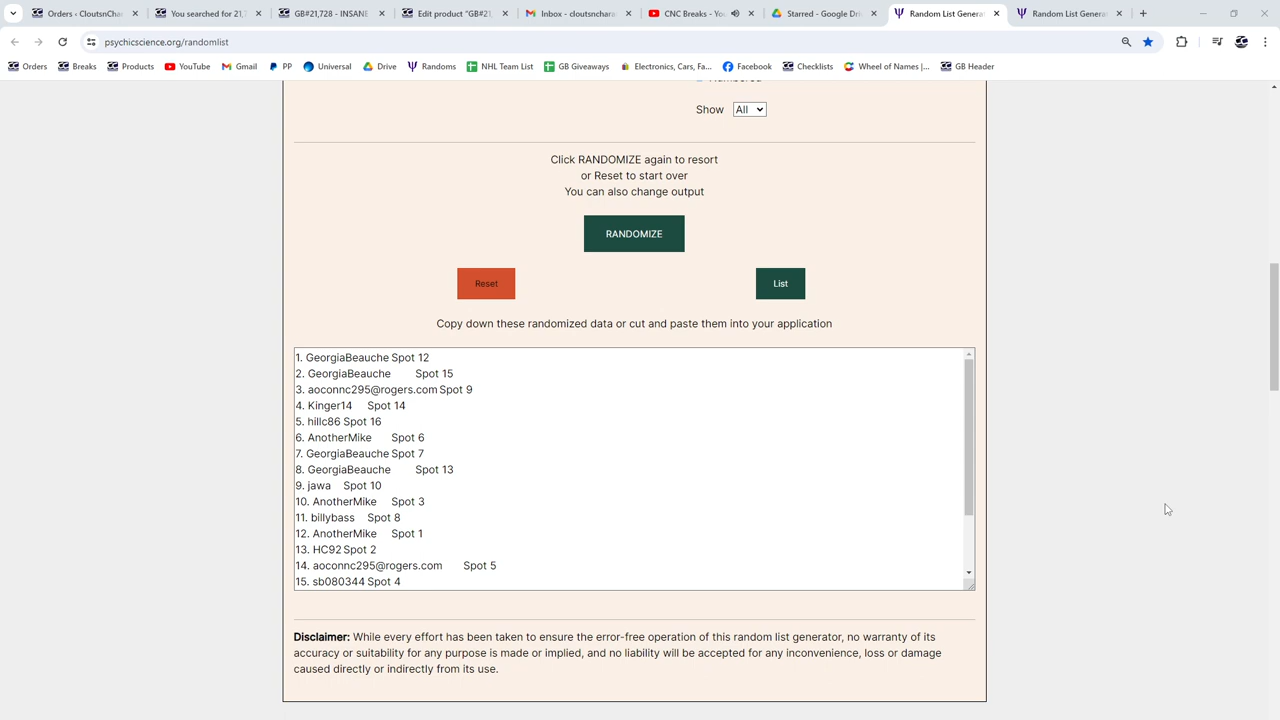 Orders ‹ CloutsnChar
You searched for 21,7
GB#21,728 - INSANE
Edit product "GB#21,
Inbox - cloutsnchara
CNC Breaks - You
Starred - Google Dri
Random List Generat
Random List Generat
psychicscience.org/randomlist
Orders
Breaks
Products
YouTube
Gmail
PP
Universal
Drive
Randoms
NHL Team List
GB Giveaways
Electronics, Cars, Fa...
Facebook
Checklists
Wheel of Names |...
GB Header
Numbered
Show All
Click RANDOMIZE again to resort
or Reset to start over
You can also change output
RANDOMIZE
Reset
List
Copy down these randomized data or cut and paste them into your application
1. GeorgiaBeauche Spot 12
2. GeorgiaBeauche Spot 15
3. aoconnc295@rogers.com Spot 9
4. Kinger14 Spot 14
5. hillc86 Spot 16
6. AnotherMike Spot 6
7. GeorgiaBeauche Spot 7
8. GeorgiaBeauche Spot 13
9. jawa Spot 10
10. AnotherMike Spot 3
11. billybass Spot 8
12. AnotherMike Spot 1
13. HC92 Spot 2
14. aoconnc295@rogers.com Spot 5
15. sb080344 Spot 4
Disclaimer: While every effort has been taken to ensure the error-free operation of this random list generator, no warranty of its
accuracy or suitability for any purpose is made or implied, and no liability will be accepted for any inconvenience, loss or damage
caused directly or indirectly from its use.